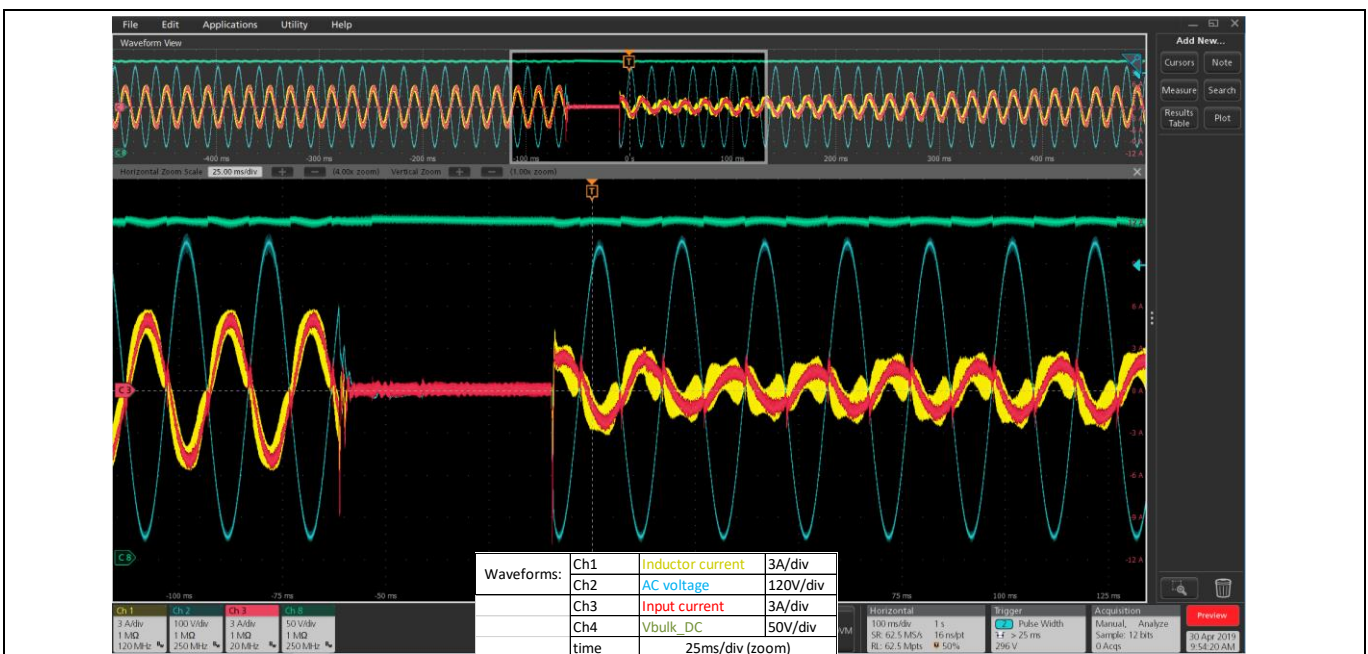 File Edit Applications Utility Help
Waveform View
Add New...
Cursors Note
Measure Search
Results Table Plot
T
C3
C8
-400 ms -300 ms -200 ms -100 ms 0 s 100 ms 200 ms 300 ms 400 ms
-12 A
Horizontal Zoom Scale 25.00 ms/div + — (4.00x zoom) Vertical Zoom + — (1.00x zoom)
T
12 A
6 A
3 A
C3 0 A
-3 A
-6 A
-9 A
C8 -12 A
-100 ms -75 ms -50 ms 75 ms 100 ms 125 ms
Waveforms: Ch1 Inductor current 3A/div
Ch2 AC voltage 120V/div
Ch3 Input current 3A/div
Ch4 Vbulk_DC 50V/div
time 25ms/div (zoom)
Ch 1
3 A/div
1 MΩ
120 MHz
Ch 2
100 V/div
1 MΩ
250 MHz
Ch 3
3 A/div
1 MΩ
20 MHz
Ch 8
50 V/div
1 MΩ
250 MHz
VM
Horizontal
100 ms/div 1 s
SR: 62.5 MS/s 16 ns/pt
RL: 62.5 Mpts 50%
Trigger
2 Pulse Width
> 25 ms
296 V
Acquisition
Manual, Analyze
Sample: 12 bits
0 Acqs
Preview
30 Apr 2019
9:54:20 AM